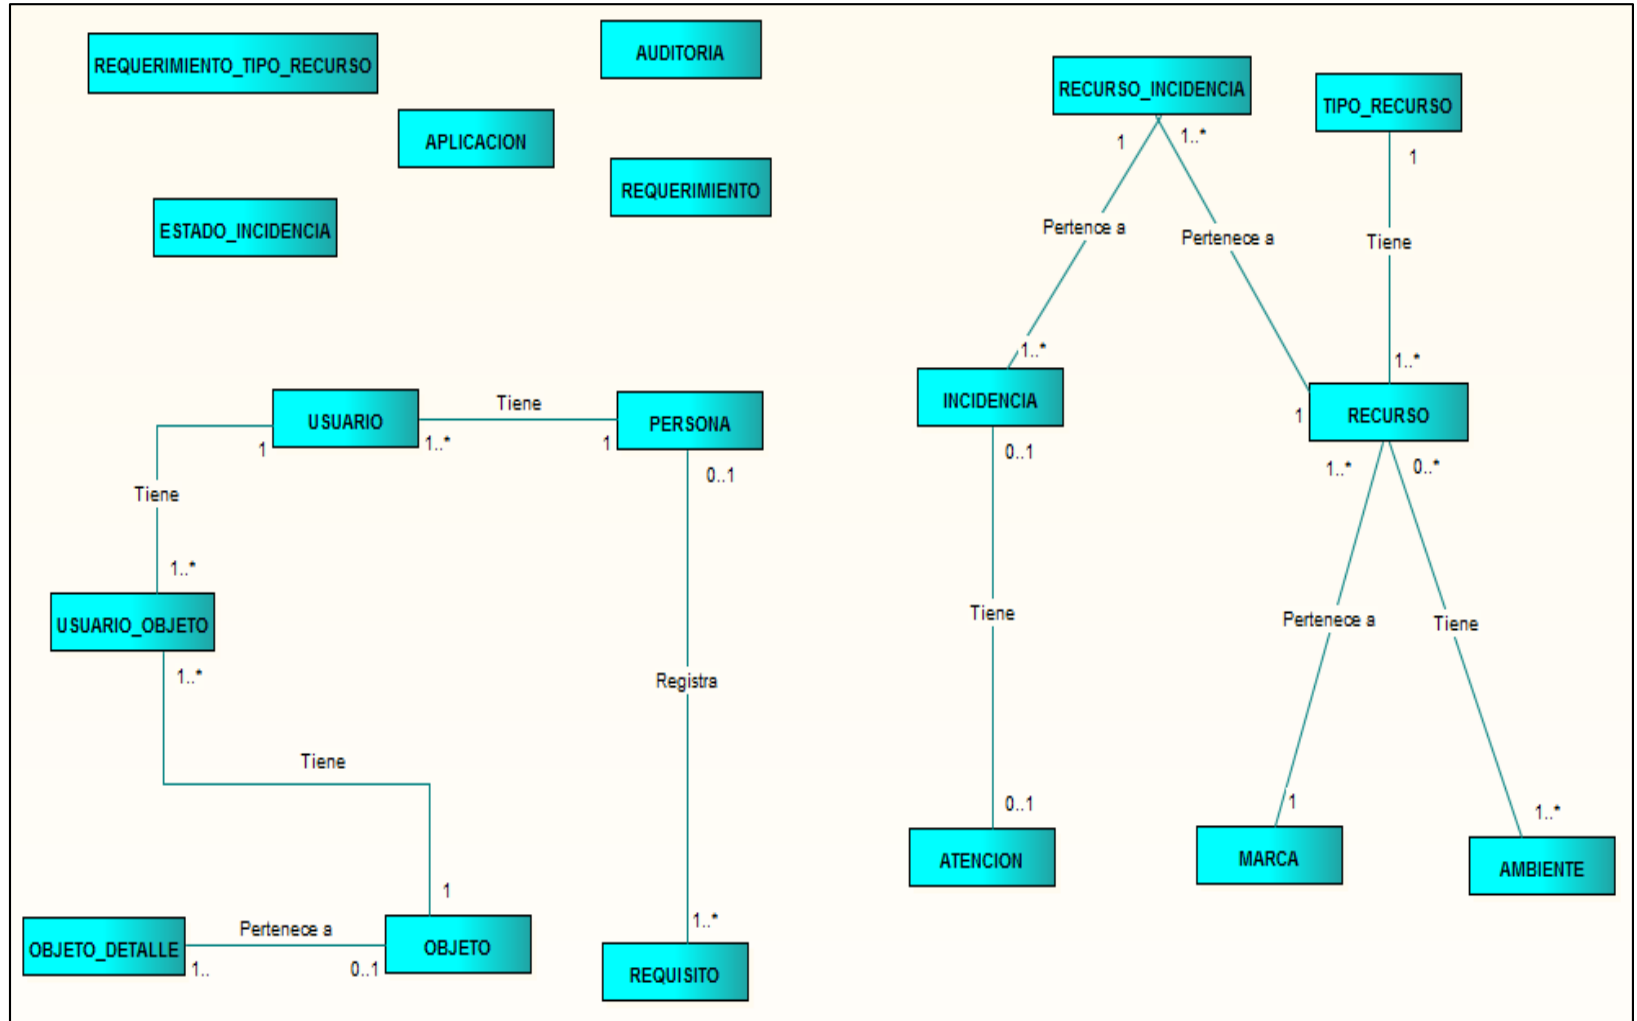 AUDITORIA
REQUERIMIENTO_TIPO_RECURSO
RECURSO_INCIDENCIA
TIPO_RECURSO
APLICACION
1
1..*
1
REQUERIMIENTO
ESTADO_INCIDENCIA
Pertence a
Pertenece a
Tiene
1..*
1..*
USUARIO
Tiene
PERSONA
INCIDENCIA
RECURSO
1
1..*
1
1
0..1
0..1
1..*
0..*
Tiene
1..*
USUARIO_OBJETO
Tiene
Pertenece a
Tiene
1..*
Registra
Tiene
0..1
1
1..*
ATENCION
MARCA
AMBIENTE
1
1..*
OBJETO_DETALLE
Pertenece a
OBJETO
1..
0..1
REQUISITO